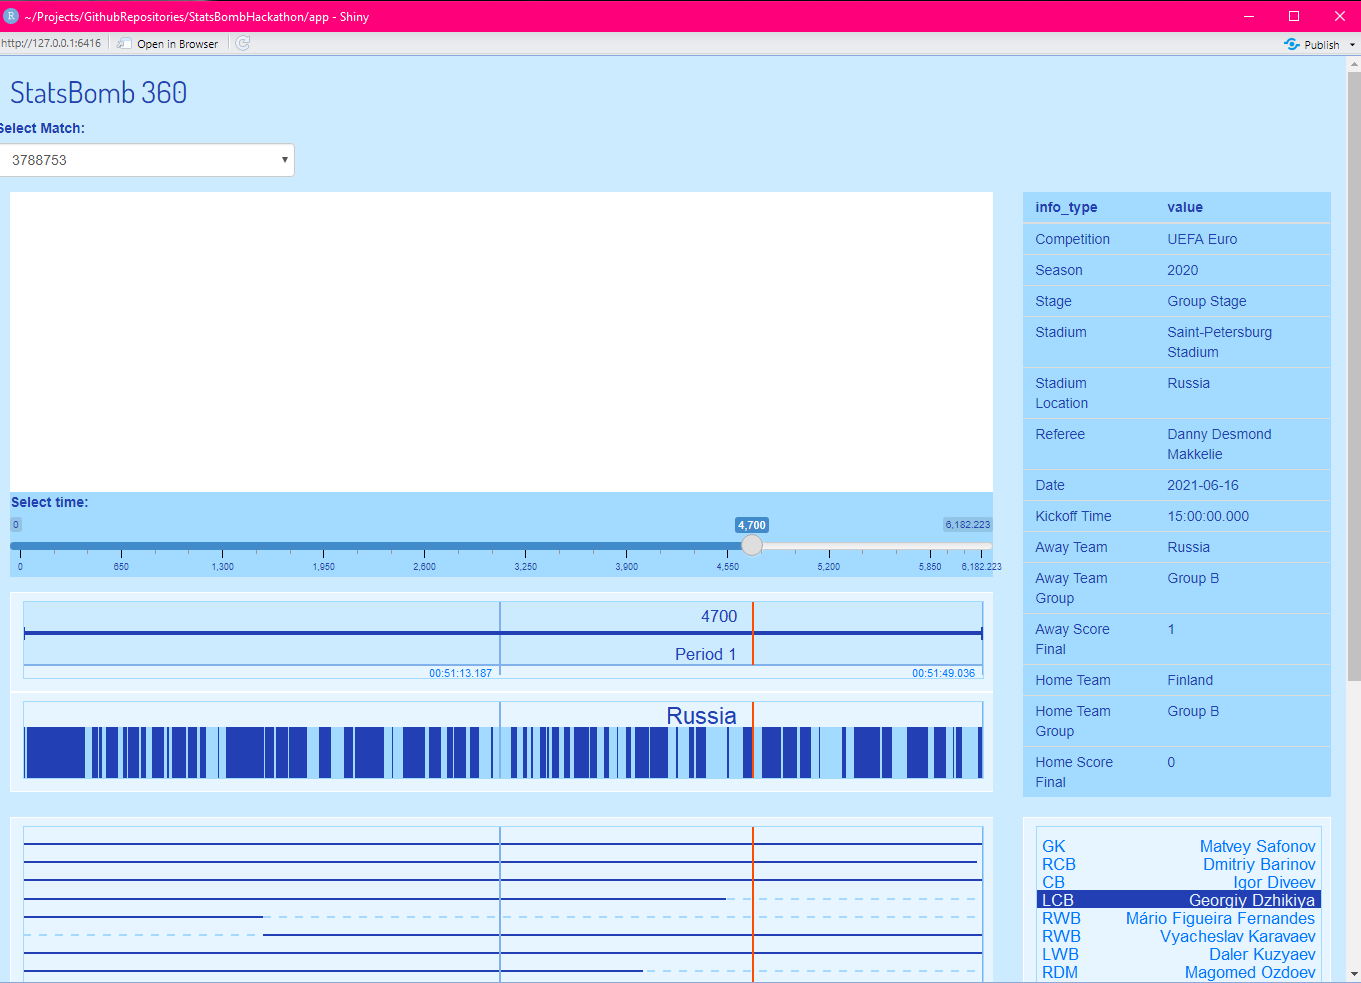 R ~/Projects/GithubRepositories/StatsBombHackathon/app - Shiny
http://127.0.0.1:6416 Open in Browser Publish
StatsBomb 360
Select Match:
3788753
info_type value
Competition UEFA Euro
Season 2020
Stage Group Stage
Stadium Saint-Petersburg
Stadium
Stadium Russia
Location
Referee Danny Desmond
Makkelie
Date 2021-06-16
Kickoff Time 15:00:00.000
Away Team Russia
Away Team Group B
Group
Away Score 1
Final
Home Team Finland
Home Team Group B
Group
Home Score 0
Final
Select time:
0 4,700 6,182.223
0 650 1,300 1,950 2,600 3,250 3,900 4,550 5,200 5,850 6,182.223
4700
Period 1
00:51:13.187 00:51:49.036
Russia
GK Matvey Safonov
RCB Dmitriy Barinov
CB Igor Diveev
LCB Georgiy Dzhikiya
RWB Mário Figueira Fernandes
RWB Vyacheslav Karavaev
LWB Daler Kuzyaev
RDM Magomed Ozdoev